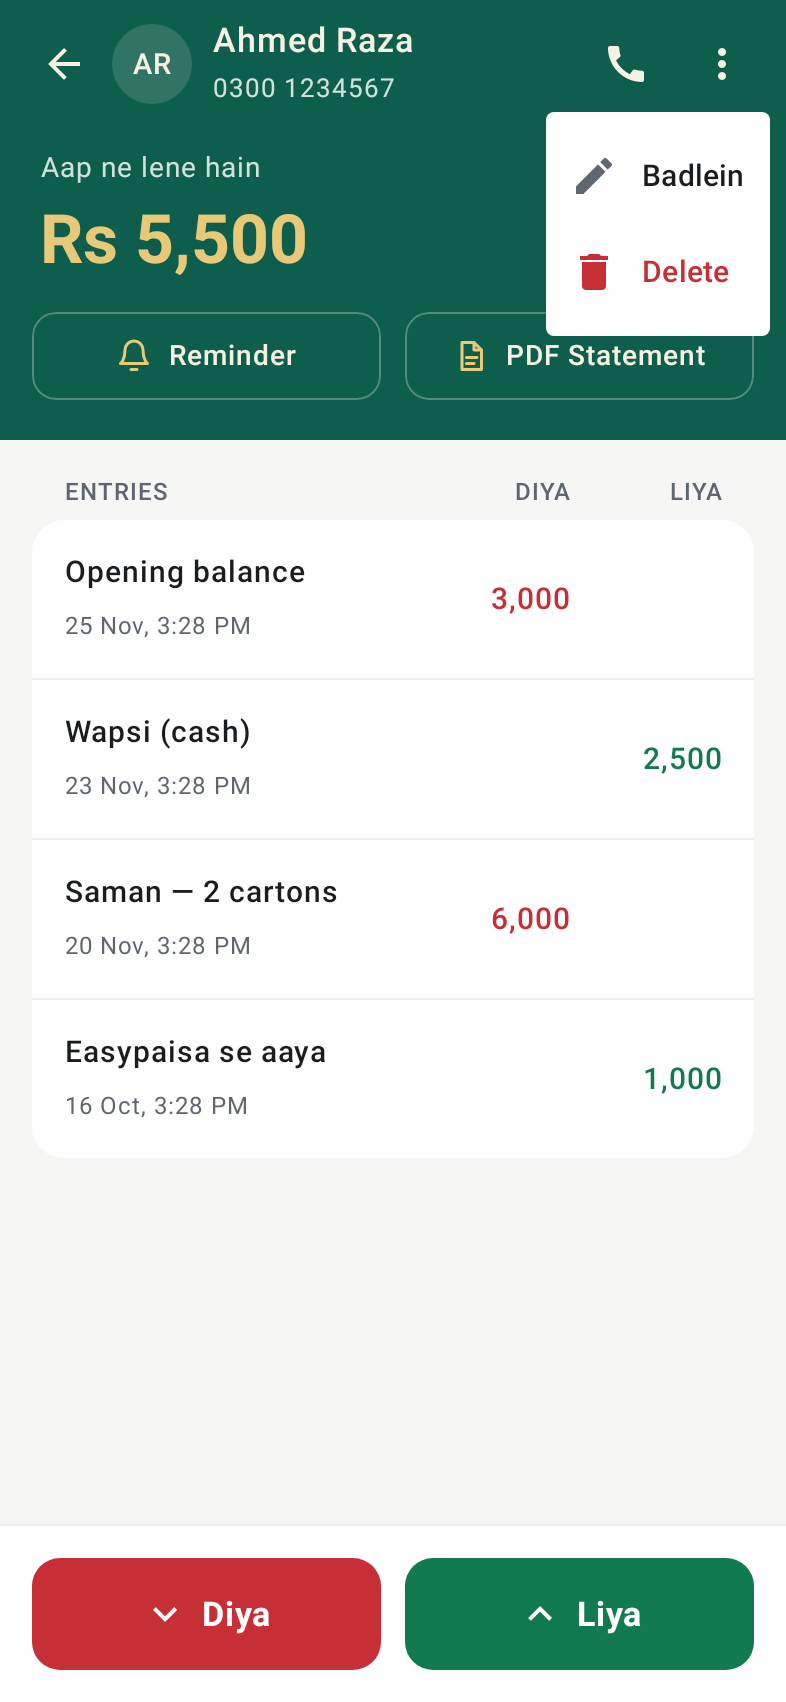 AR
Ahmed Raza
0300 1234567
Badlein
Delete
Aap ne lene hain
Rs 5,500
Reminder
PDF Statement
ENTRIES DIYA LIYA
Opening balance
25 Nov, 3:28 PM
3,000
Wapsi (cash)
23 Nov, 3:28 PM
2,500
Saman — 2 cartons
20 Nov, 3:28 PM
6,000
Easypaisa se aaya
16 Oct, 3:28 PM
1,000
Diya
Liya